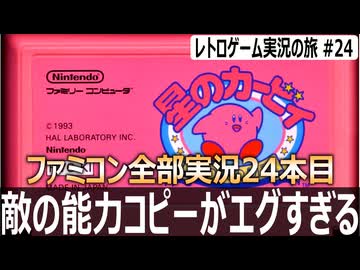 レトロゲーム実況の旅 #24
Nintendo
ファミリー コンピュータ
星のカービィ
© 1993
HAL LABORATORY INC.
Nintendo
ファミコン全部実況24本目
敵の能力コピーがエグすぎる